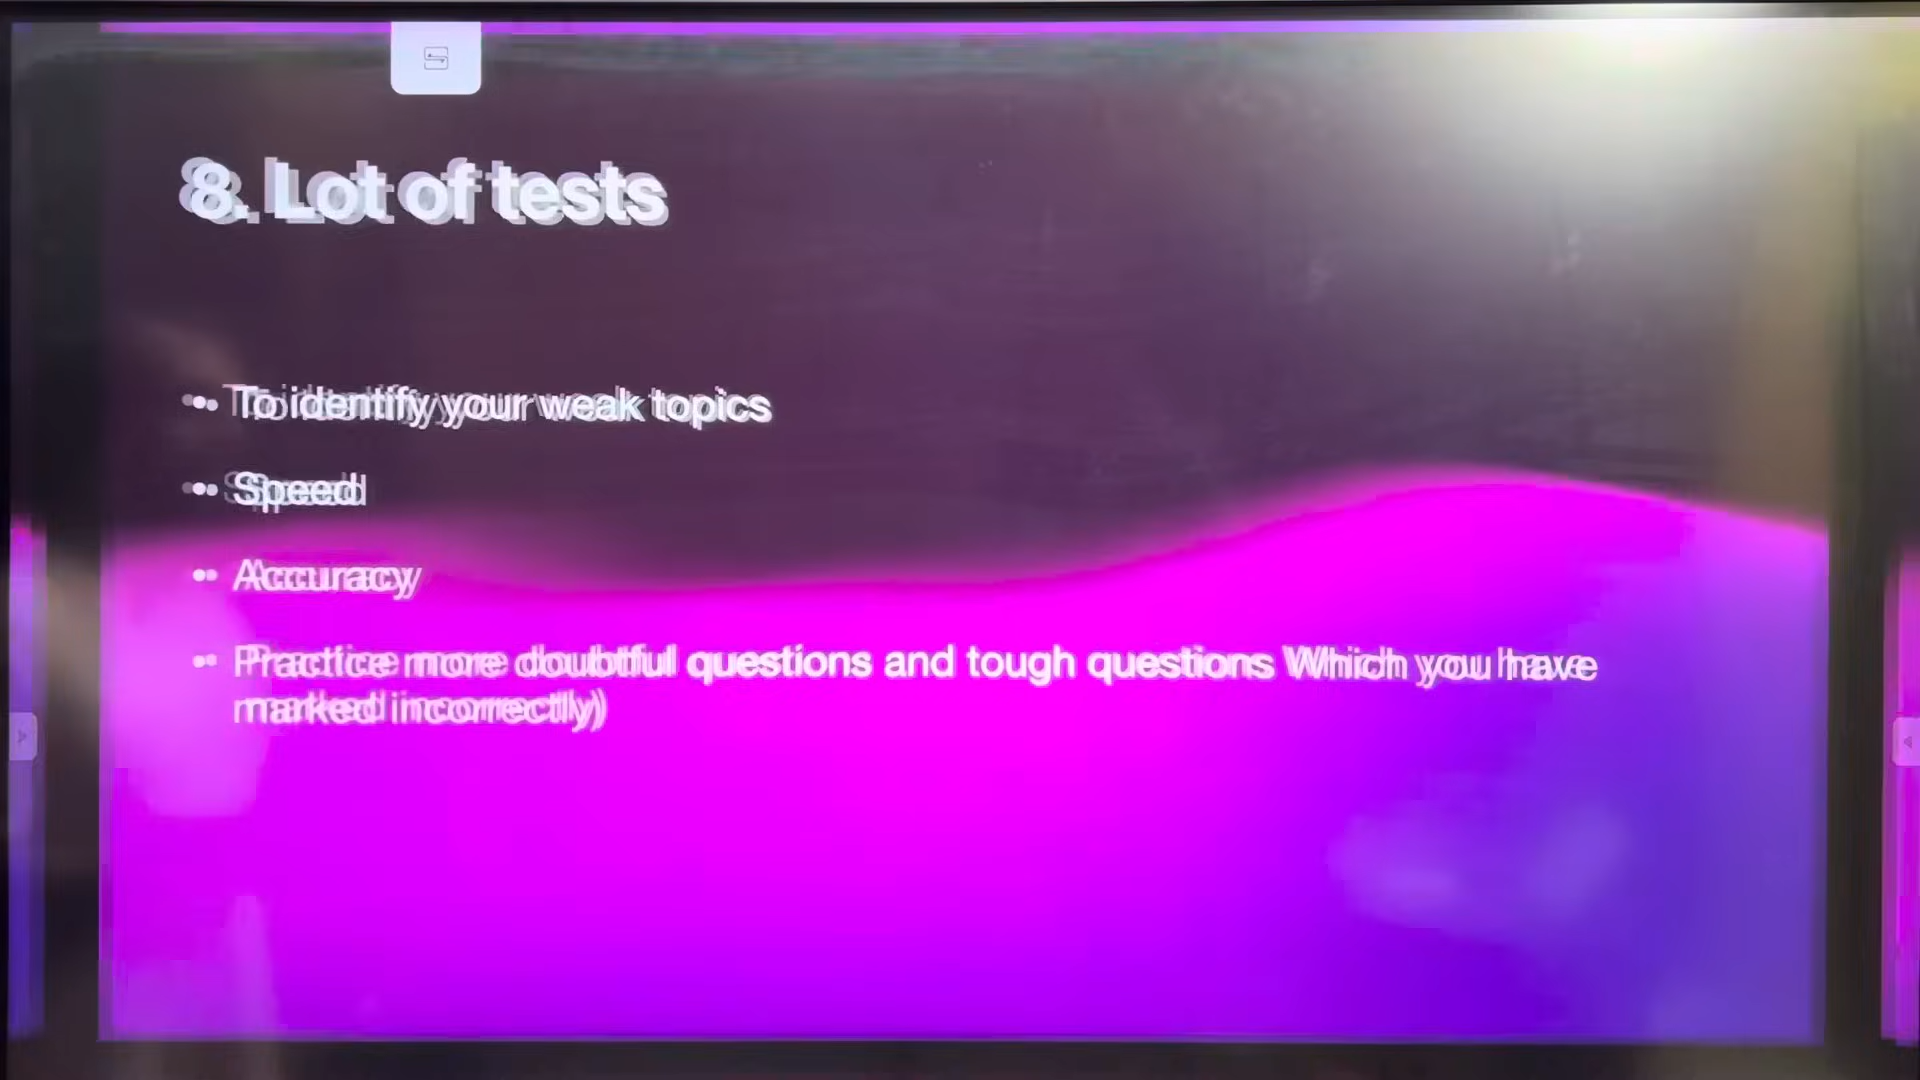 8. Lot of tests
• To identify your weak topics
• Speed
• Accuracy
• Practice more doubtful questions and tough questions Which you have
marked incorrectly)